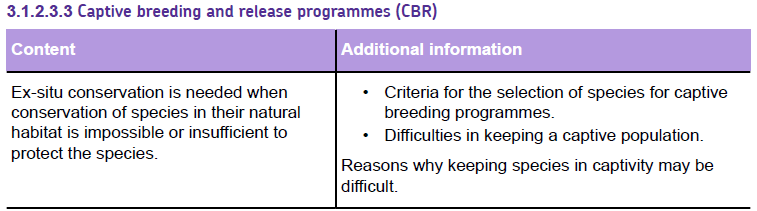 3.1.2.3.3 Captive breeding and release programmes (CBR)
Content
Additional information
Ex-situ conservation is needed when
conservation of species in their natural
habitat is impossible or insufficient to
protect the species.
• Criteria for the selection of species for captive
breeding programmes.
• Difficulties in keeping a captive population.
Reasons why keeping species in captivity may be
difficult.